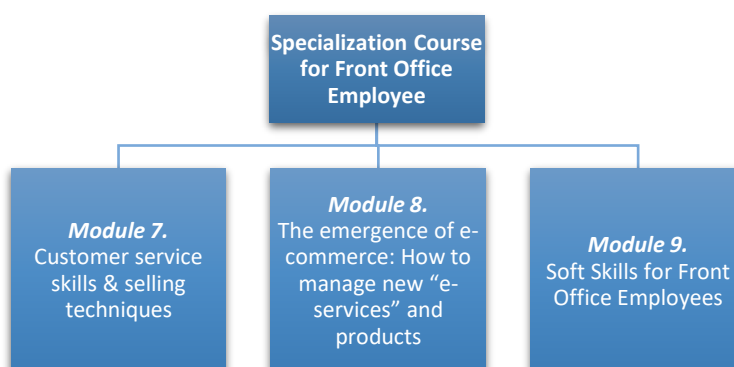 Specialization Course
for Front Office
Employee
Module 7.
Customer service
skills & selling
techniques
Module 8.
The emergence of e-
commerce: How to
manage new “e-
services” and
products
Module 9.
Soft Skills for Front
Office Employees